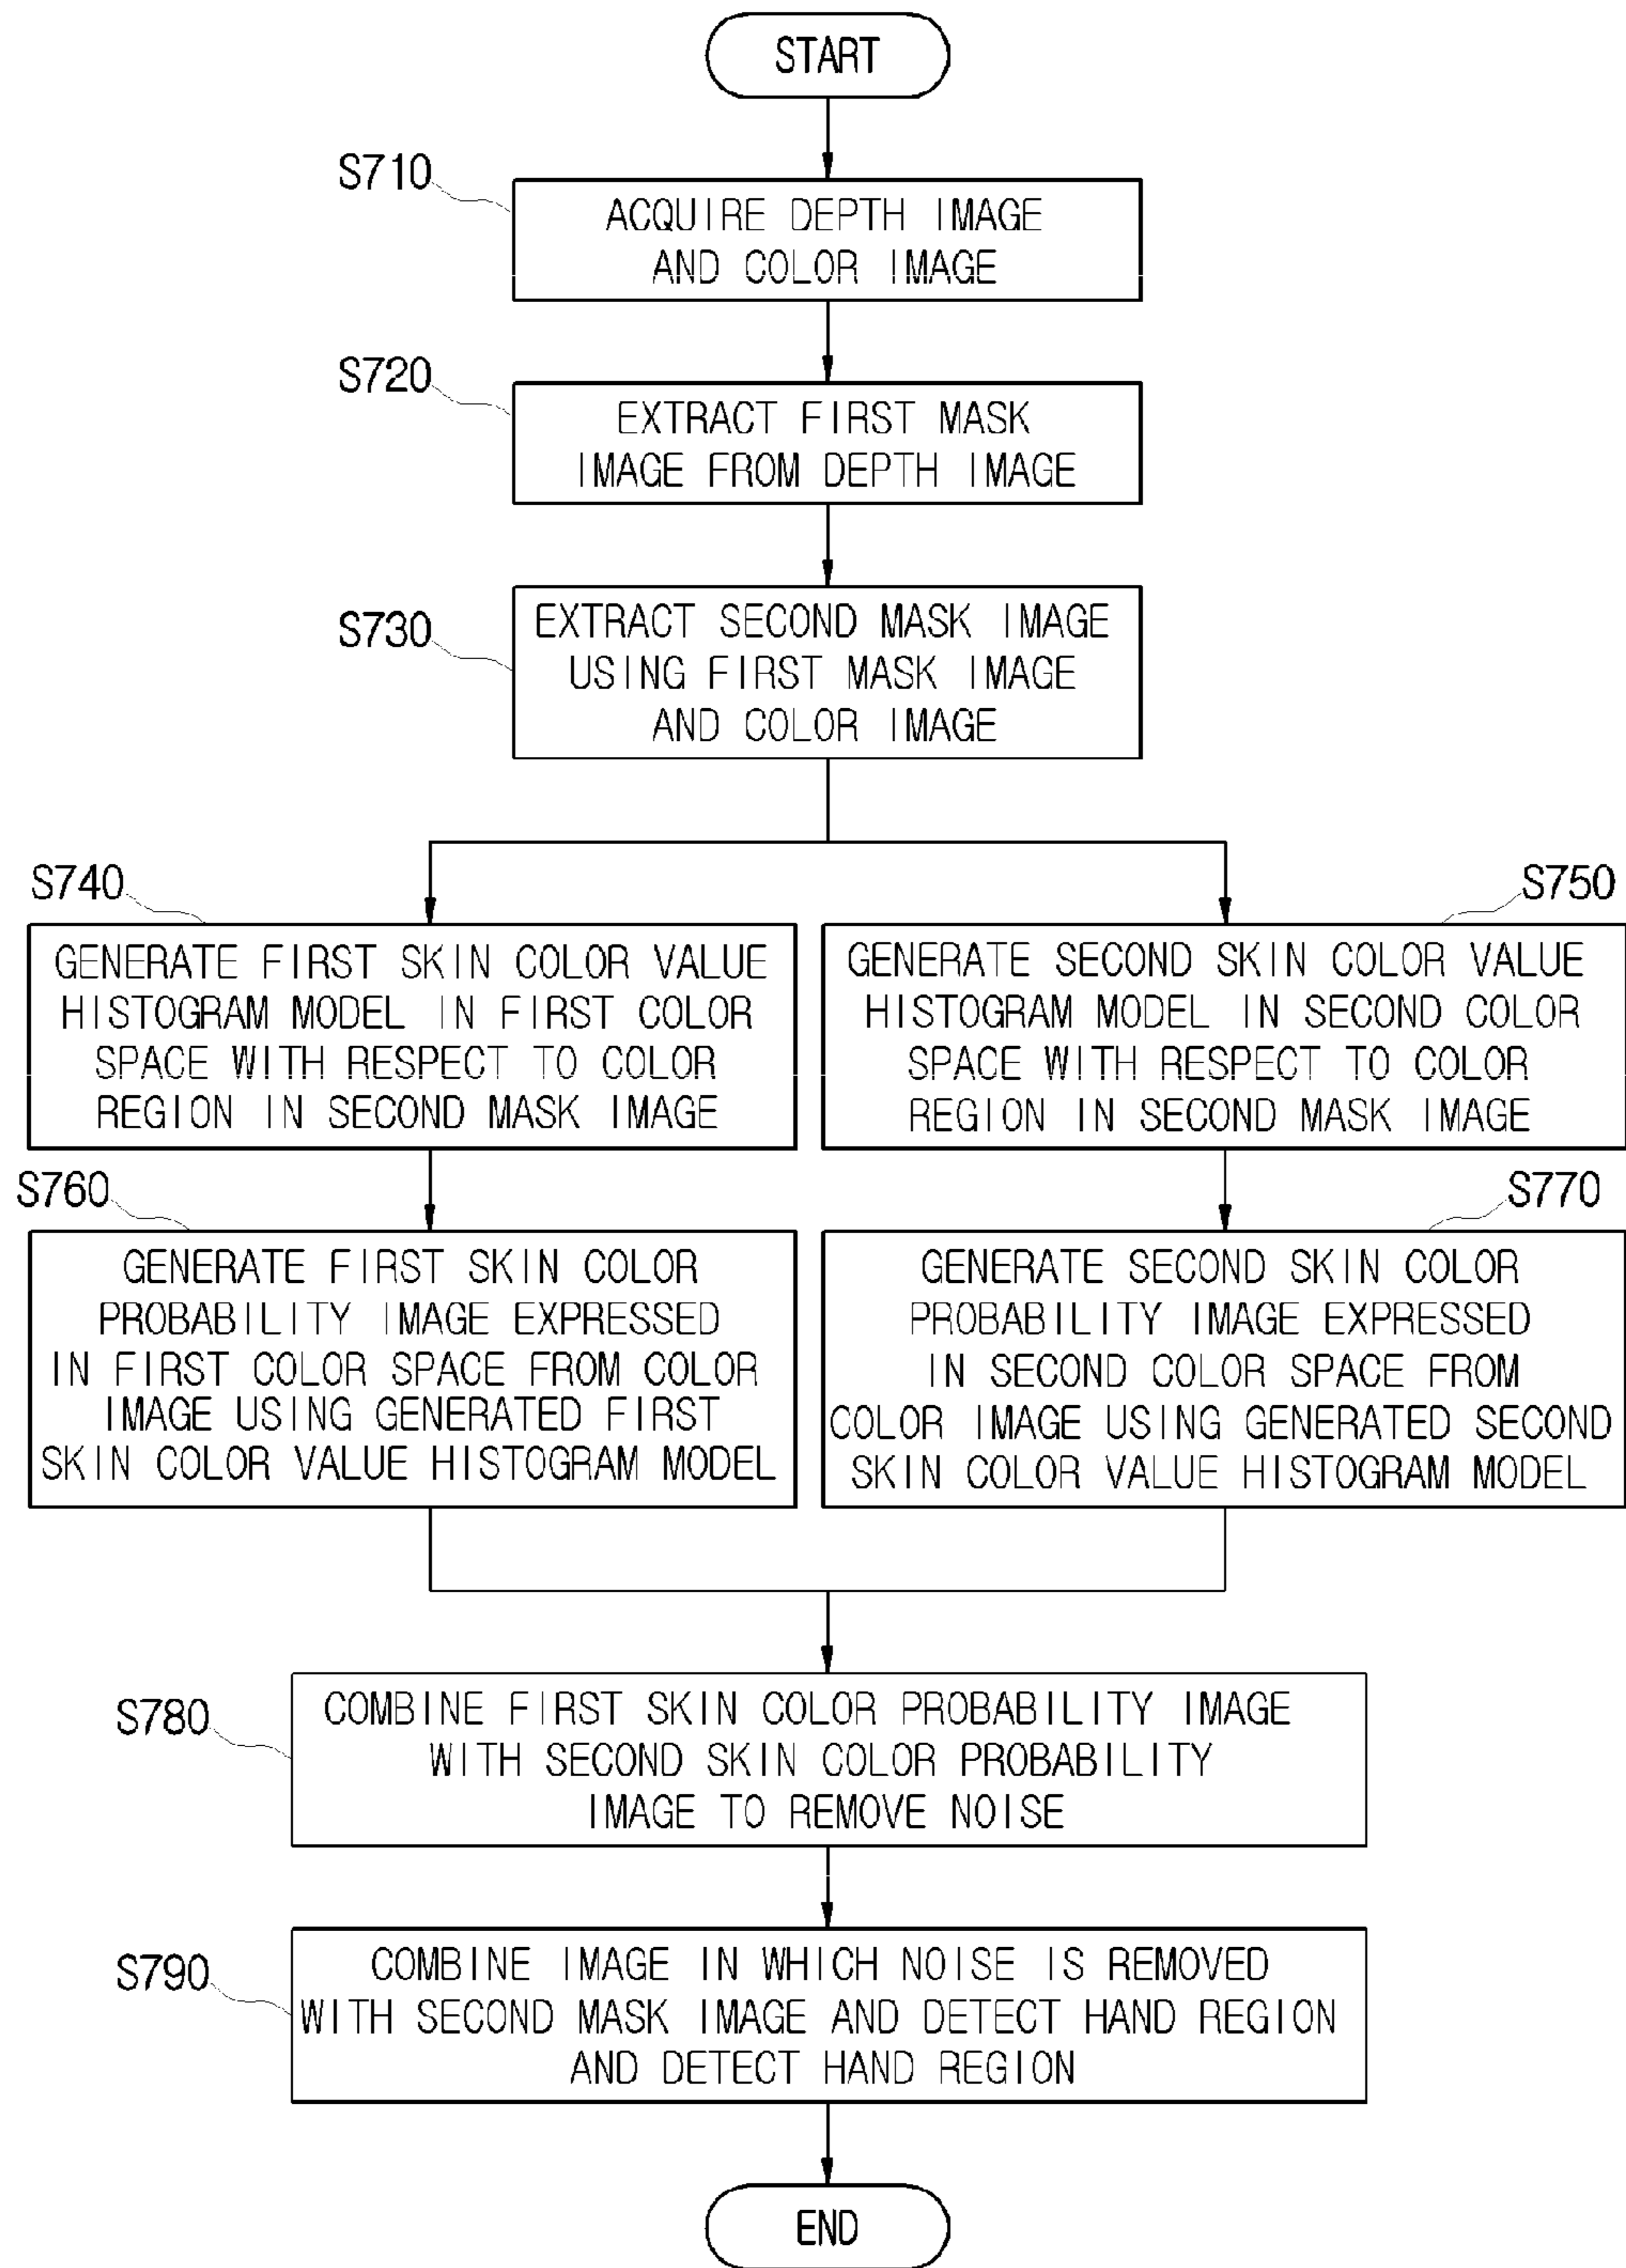 START
S710
ACQUIRE DEPTH IMAGE
AND COLOR IMAGE
S720
EXTRACT FIRST MASK
IMAGE FROM DEPTH IMAGE
S730
EXTRACT SECOND MASK IMAGE
USING FIRST MASK IMAGE
AND COLOR IMAGE
S740
GENERATE FIRST SKIN COLOR VALUE
HISTOGRAM MODEL IN FIRST COLOR
SPACE WITH RESPECT TO COLOR
REGION IN SECOND MASK IMAGE
S750
GENERATE SECOND SKIN COLOR VALUE
HISTOGRAM MODEL IN SECOND COLOR
SPACE WITH RESPECT TO COLOR
REGION IN SECOND MASK IMAGE
S760
GENERATE FIRST SKIN COLOR
PROBABILITY IMAGE EXPRESSED
IN FIRST COLOR SPACE FROM COLOR
IMAGE USING GENERATED FIRST
SKIN COLOR VALUE HISTOGRAM MODEL
S770
GENERATE SECOND SKIN COLOR
PROBABILITY IMAGE EXPRESSED
IN SECOND COLOR SPACE FROM
COLOR IMAGE USING GENERATED SECOND
SKIN COLOR VALUE HISTOGRAM MODEL
S780
COMBINE FIRST SKIN COLOR PROBABILITY IMAGE
WITH SECOND SKIN COLOR PROBABILITY
IMAGE TO REMOVE NOISE
S790
COMBINE IMAGE IN WHICH NOISE IS REMOVED
WITH SECOND MASK IMAGE AND DETECT HAND REGION
AND DETECT HAND REGION
END